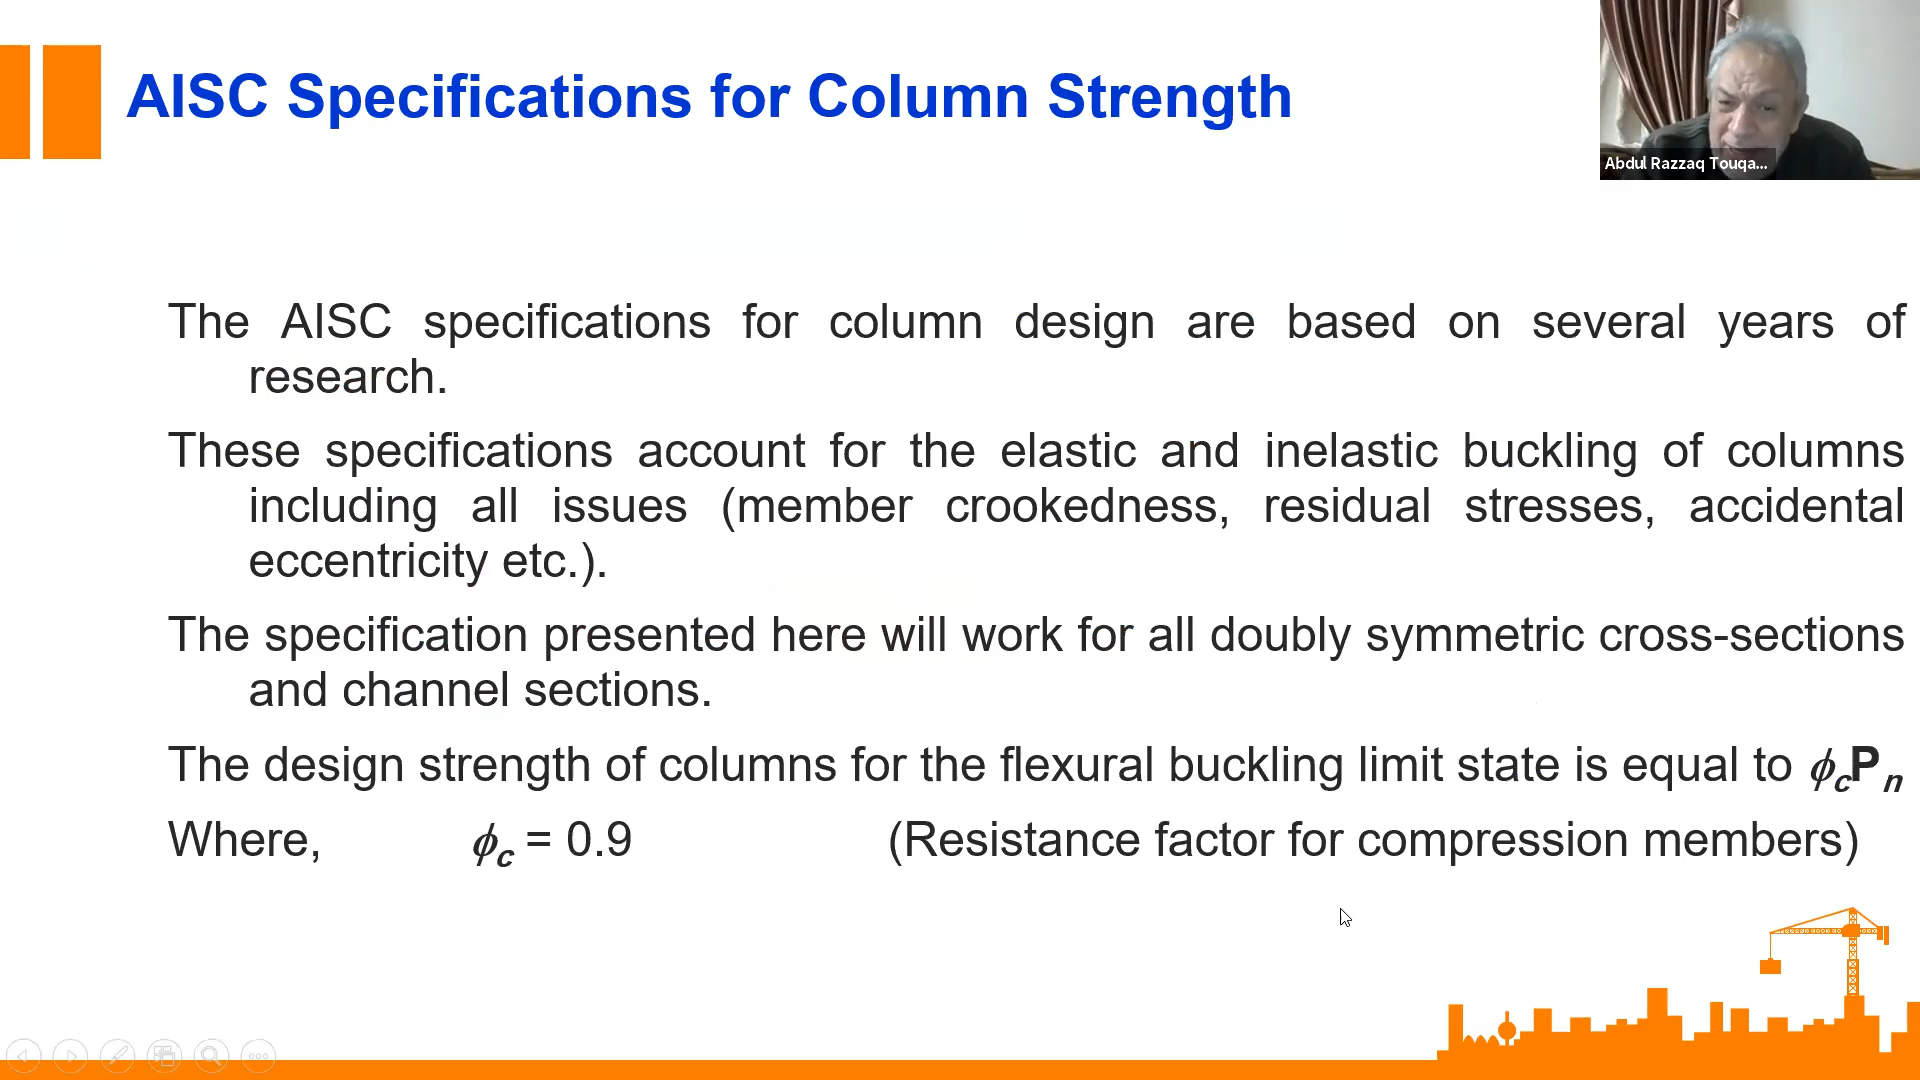 AISC Specifications for Column Strength
Abdul Razzaq Touqa...
The AISC specifications for column design are based on several years of
research.
These specifications account for the elastic and inelastic buckling of columns
including all issues (member crookedness, residual stresses, accidental
eccentricity etc.).
The specification presented here will work for all doubly symmetric cross-sections
and channel sections.
The design strength of columns for the flexural buckling limit state is equal to ϕcPn
Where, ϕc = 0.9 (Resistance factor for compression members)